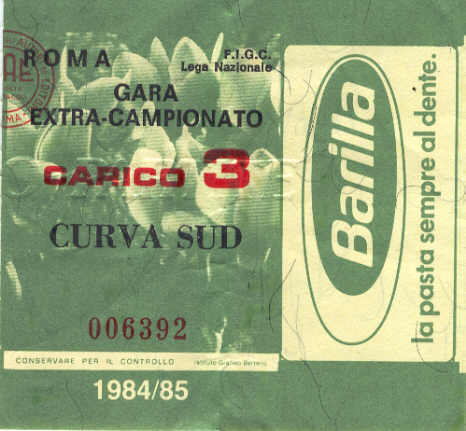 ROMA
F.I.G.C.
Lega Nazionale
GARA
EXTRA-CAMPIONATO
CARICO 3
CURVA SUD
006392
CONSERVARE PER IL CONTROLLO
1984/85
Barilla
la pasta sempre al dente.